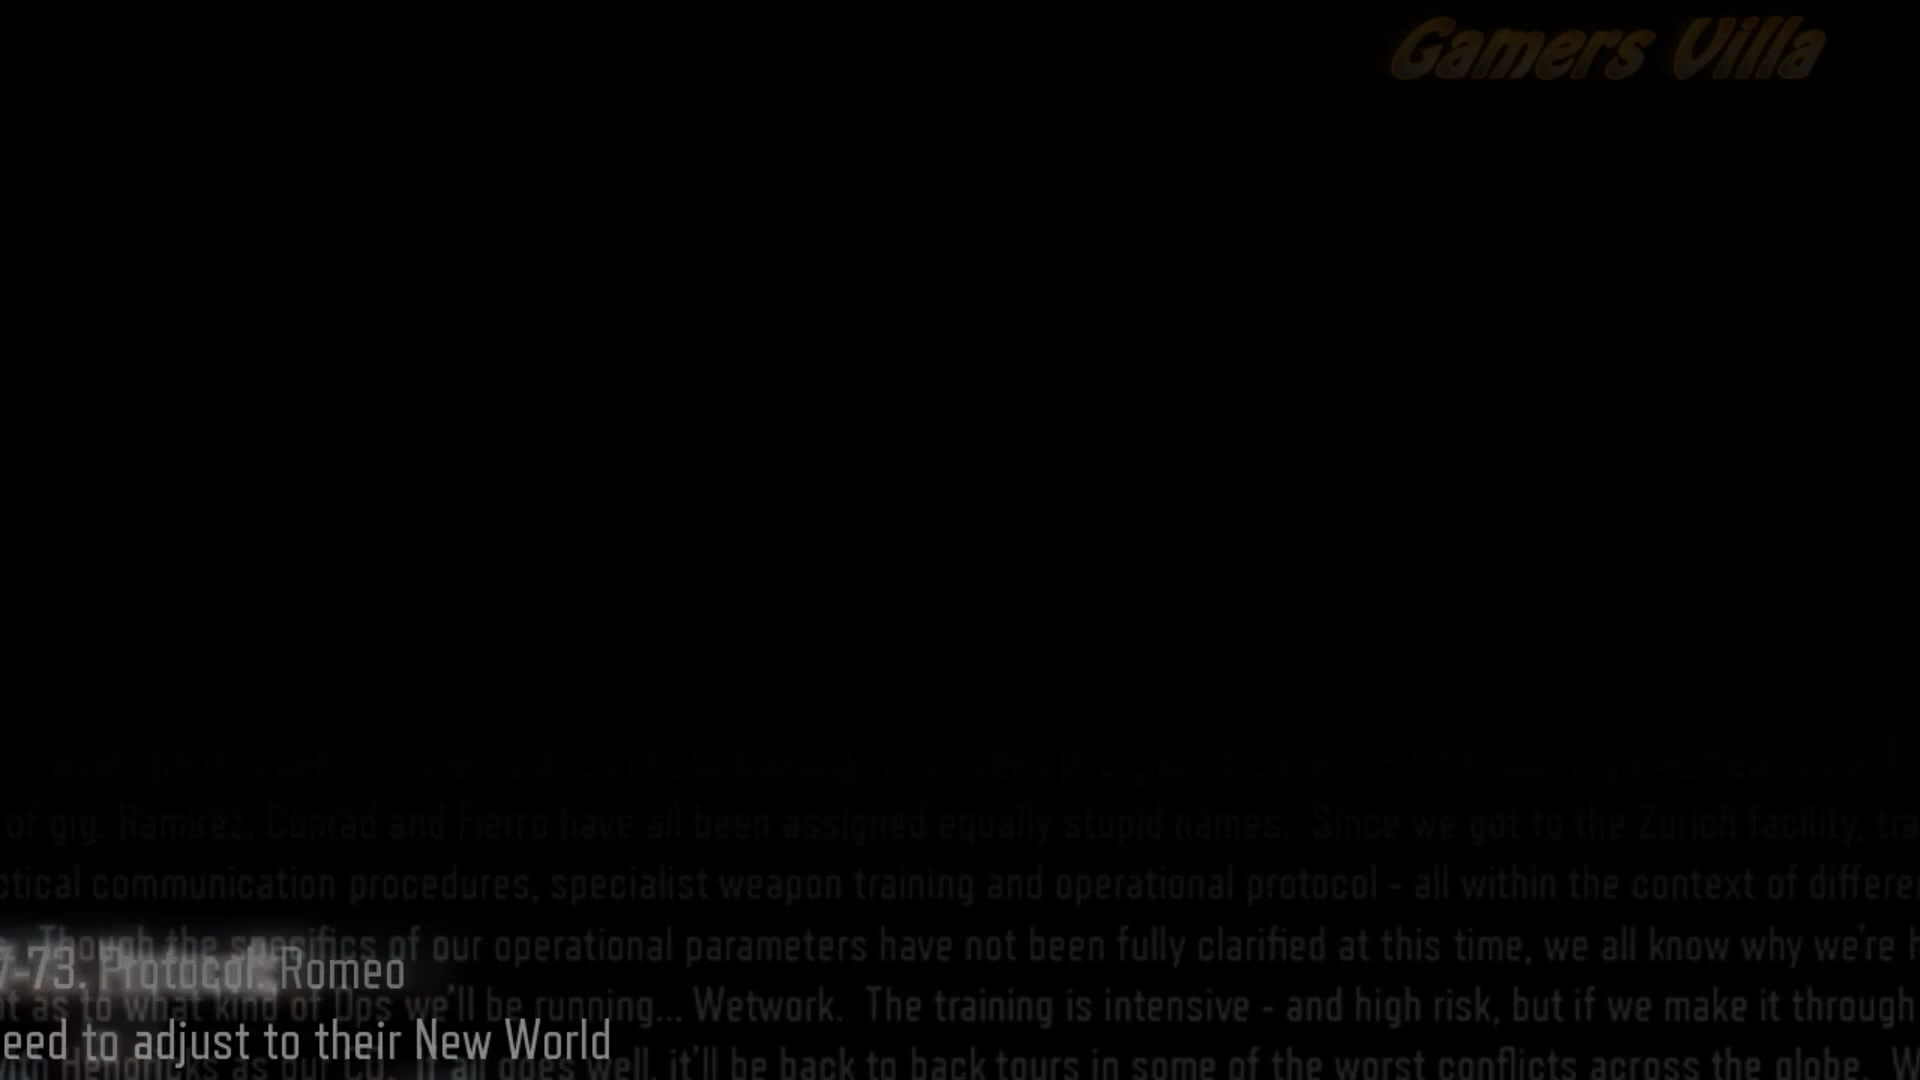 Gamers Villa
of gig. Ramirez, Conrad and Fierro have all been assigned equally stupid names. Since we got to the Zurich facility, tra
ctical communication procedures, specialist weapon training and operational protocol - all within the context of differe
Though the specifics of our operational parameters have not been fully clarified at this time, we all know why we're h
7-73. Protocol: Romeo
t as to what kind of Ops we'll be running... Wetwork. The training is intensive - and high risk, but if we make it through
eed to adjust to their New World
with Hendricks as our CO. If all goes well, it'll be back to back tours in some of the worst conflicts across the globe. W